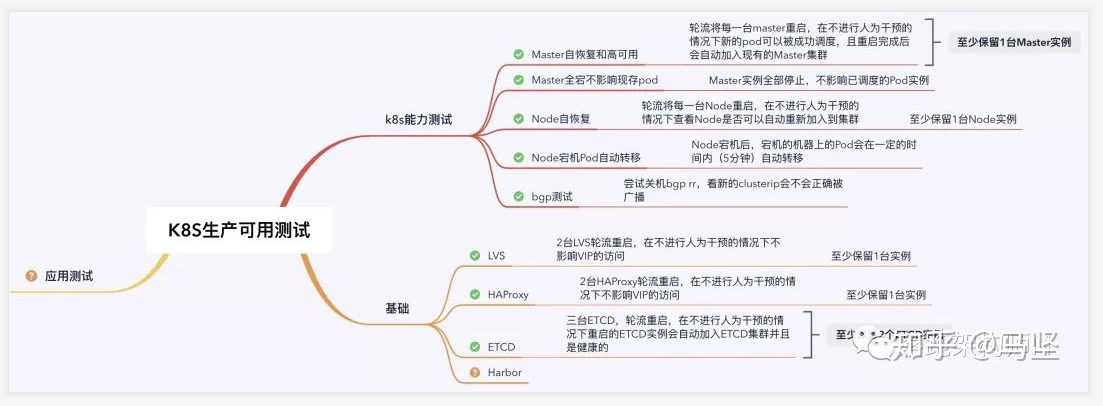 K8S生产可用测试
k8s能力测试
Master自恢复和高可用
轮流将每一台master重启，在不进行人为干预的
情况下新的pod可以被成功调度，且重启完成后
会自动加入现有的Master集群
至少保留1台Master实例
Master全宕不影响现存pod
Master实例全部停止，不影响已调度的Pod实例
Node自恢复
轮流将每一台Node重启，在不进行人为干预的
情况下查看Node是否可以自动重新加入到集群
至少保留1台Node实例
Node宕机Pod自动转移
Node宕机后，宕机的机器上的Pod会在一定的时
间内（5分钟）自动转移
bgp测试
尝试关机bgp rr，看新的clusterip会不会正确被
广播
基础
LVS
2台LVS轮流重启，在不进行人为干预的情况下不
影响VIP的访问
至少保留1台实例
HAProxy
2台HAProxy轮流重启，在不进行人为干预的情
况下不影响VIP的访问
至少保留1台实例
ETCD
三台ETCD，轮流重启，在不进行人为干预的情况
下重启的ETCD实例会自动加入ETCD集群并且
是健康的
至少
2个ETCD实例
Harbor
应用测试
知乎 @吗坚